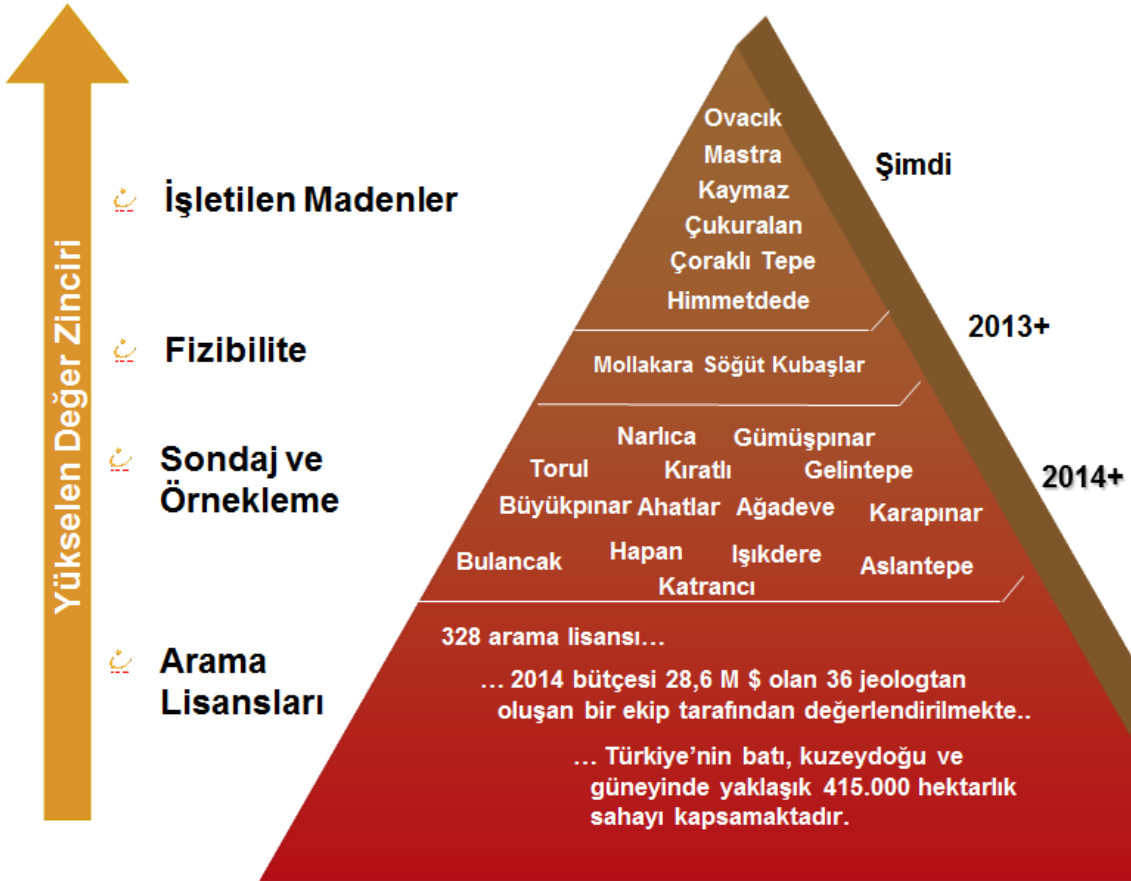 Yükselen Değer Zinciri
İşletilen Madenler
Fizibilite
Sondaj ve
Örnekleme
Arama
Lisansları
Ovacık
Mastra
Kaymaz
Çukuralan
Çoraklı Tepe
Himmetdede
Mollakara Söğüt Kubaşlar
Narlıca Gümüşpınar
Torul Kıratlı Gelintepe
Büyükpınar Ahatlar Ağadeve Karapınar
Bulancak Hapan Işıkdere Aslantepe
Katrancı
328 arama lisansı…
… 2014 bütçesi 28,6 M $ olan 36 jeologtan
oluşan bir ekip tarafından değerlendirilmekte..
… Türkiye’nin batı, kuzeydoğu ve
güneyinde yaklaşık 415.000 hektarlık
sahayı kapsamaktadır.
Şimdi
2013+
2014+